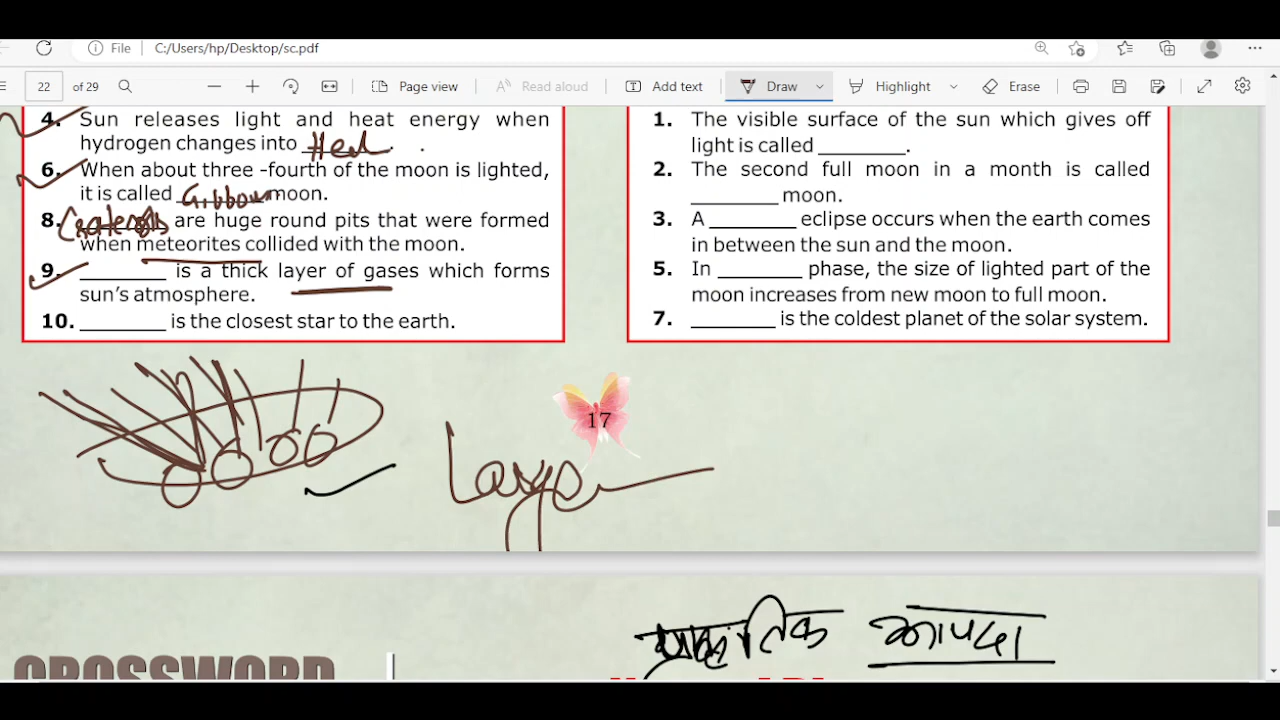 File C:/Users/hp/Desktop/sc.pdf
22 of 29 Page view Read aloud Add text Draw Highlight Erase
4. Sun releases light and heat energy when
hydrogen changes into
6. When about three -fourth of the moon is lighted,
it is called Gibbous moon.
8. are huge round pits that were formed
when meteorites collided with the moon.
9. ________ is a thick layer of gases which forms
sun's atmosphere.
10. ________ is the closest star to the earth.
1. The visible surface of the sun which gives off
light is called ________.
2. The second full moon in a month is called
________ moon.
3. A ________ eclipse occurs when the earth comes
in between the sun and the moon.
5. In ________ phase, the size of lighted part of the
moon increases from new moon to full moon.
7. ________ is the coldest planet of the solar system.
17
Layer
CROSSWORD